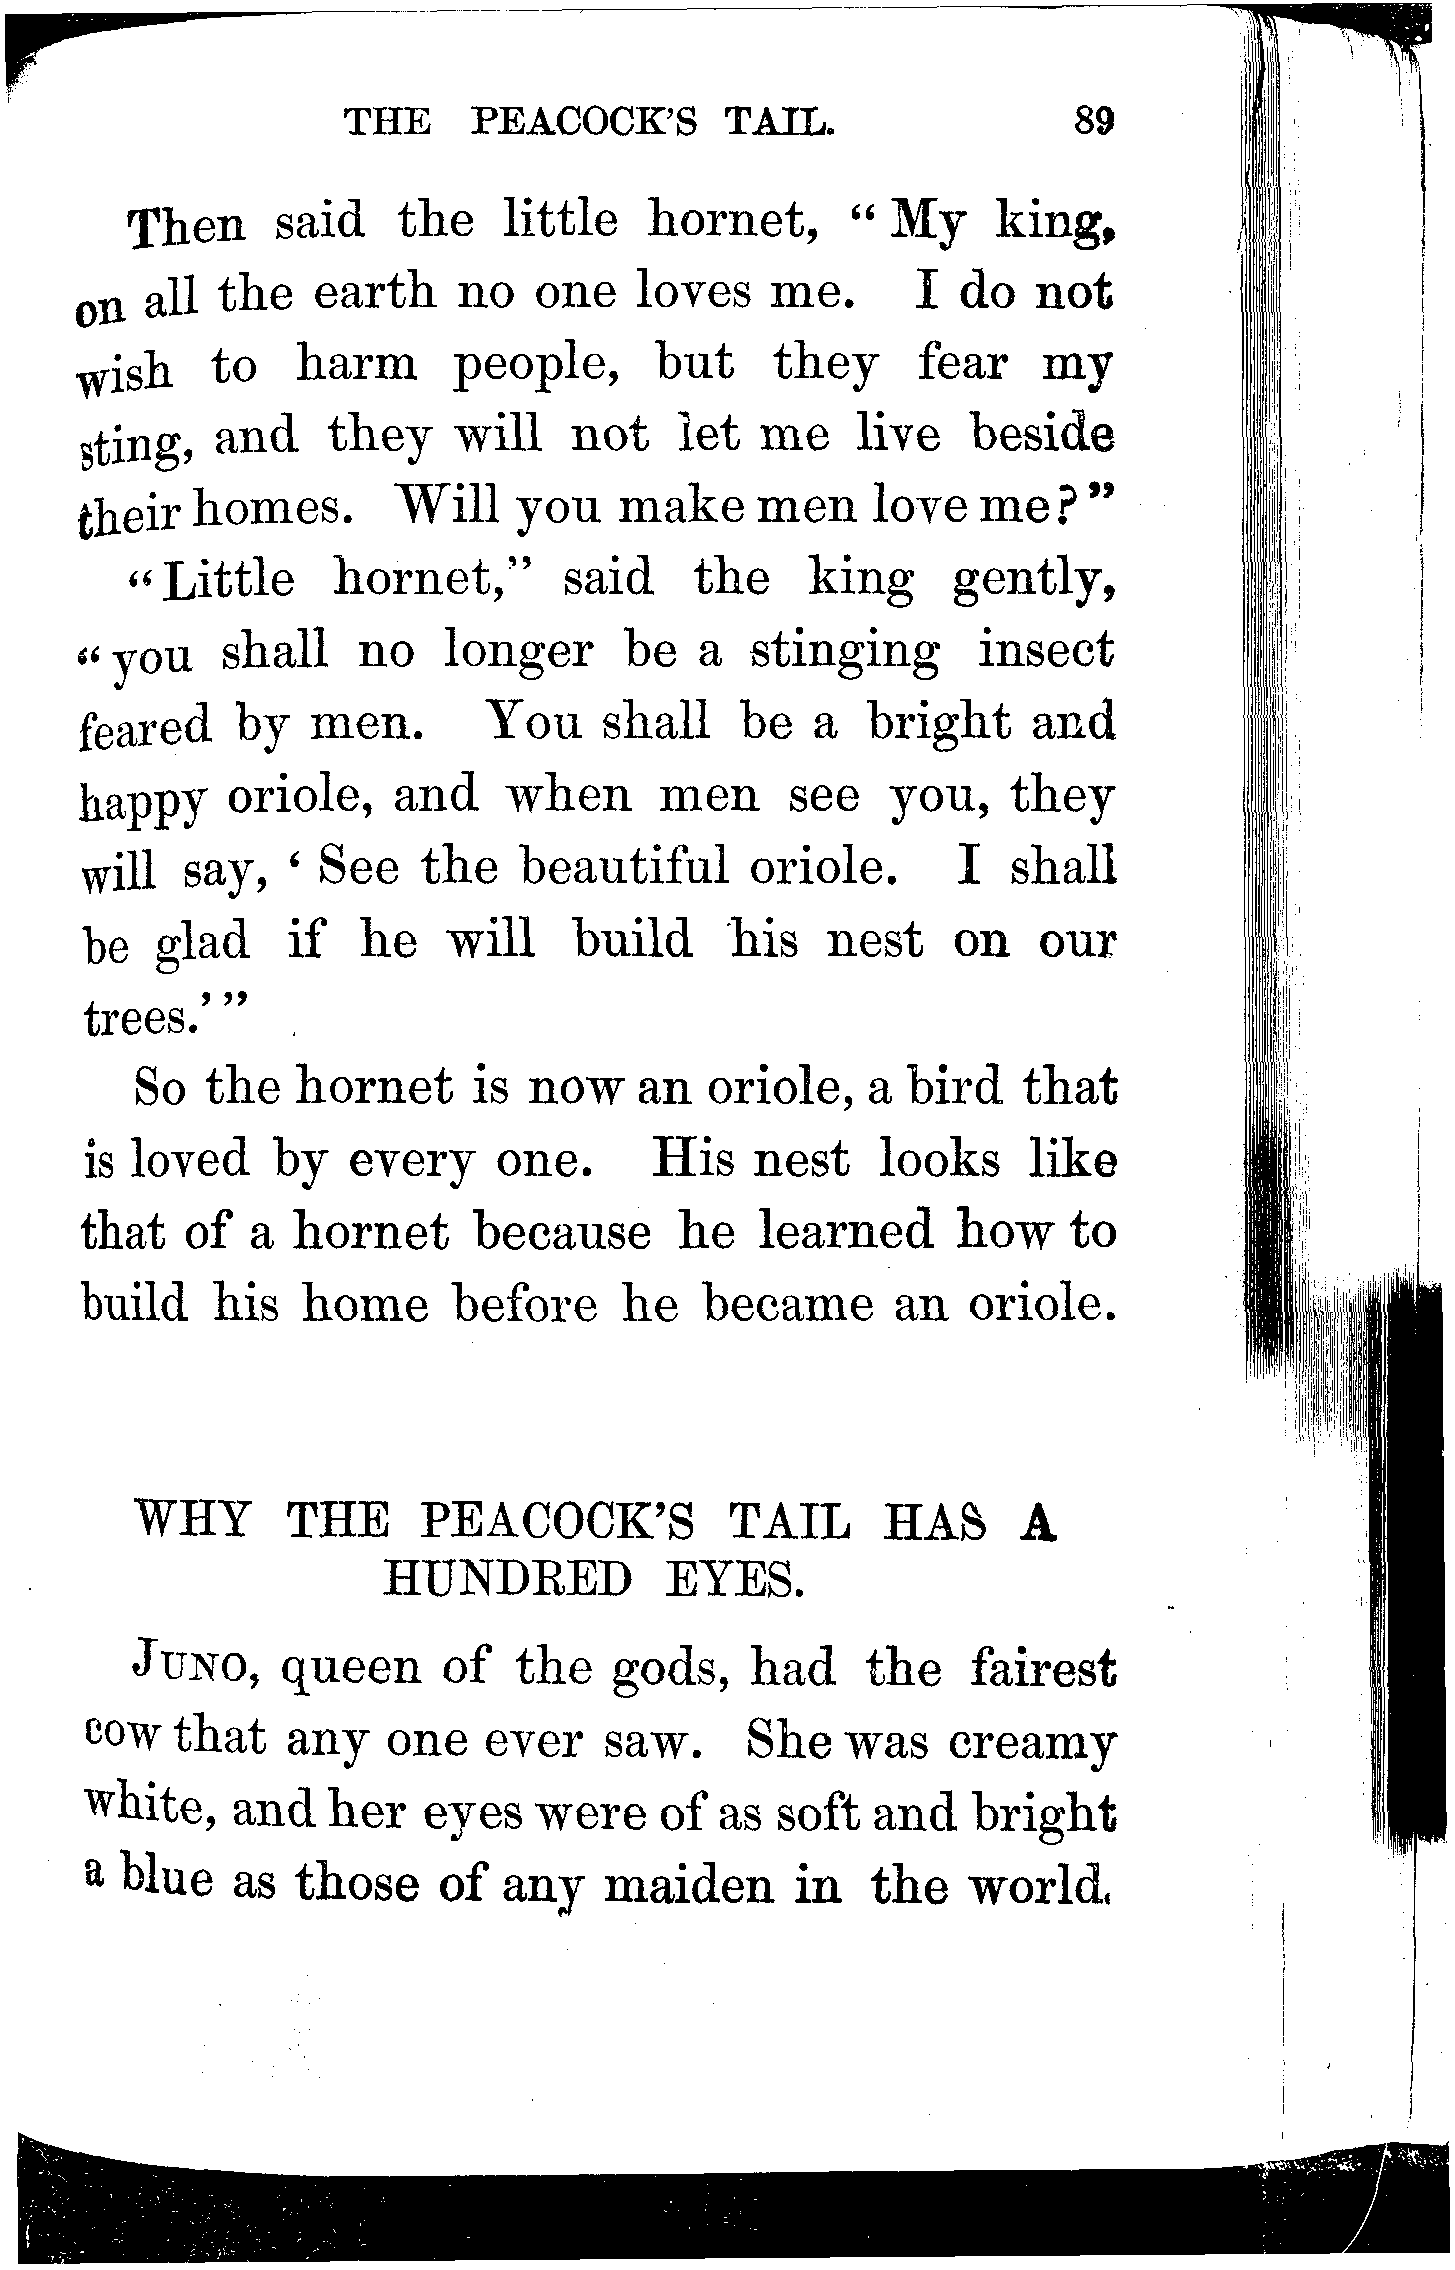 THE PEACOCK'S TAIL. 89
Then said the little hornet, "My king,
on all the earth no one loves me. I do not
wish to harm people, but they fear my
sting, and they will not let me live beside
their homes. Will you make men love me?"
"Little hornet," said the king gently,
"you shall no longer be a stinging insect
feared by men. You shall be a bright and
happy oriole, and when men see you, they
will say, 'See the beautiful oriole. I shall
be glad if he will build his nest on our
trees.'"
So the hornet is now an oriole, a bird that
is loved by every one. His nest looks like
that of a hornet because he learned how to
build his home before he became an oriole.
WHY THE PEACOCK'S TAIL HAS A
HUNDRED EYES.
JUNO, queen of the gods, had the fairest
cow that any one ever saw. She was creamy
white, and her eyes were of as soft and bright
a blue as those of any maiden in the world.